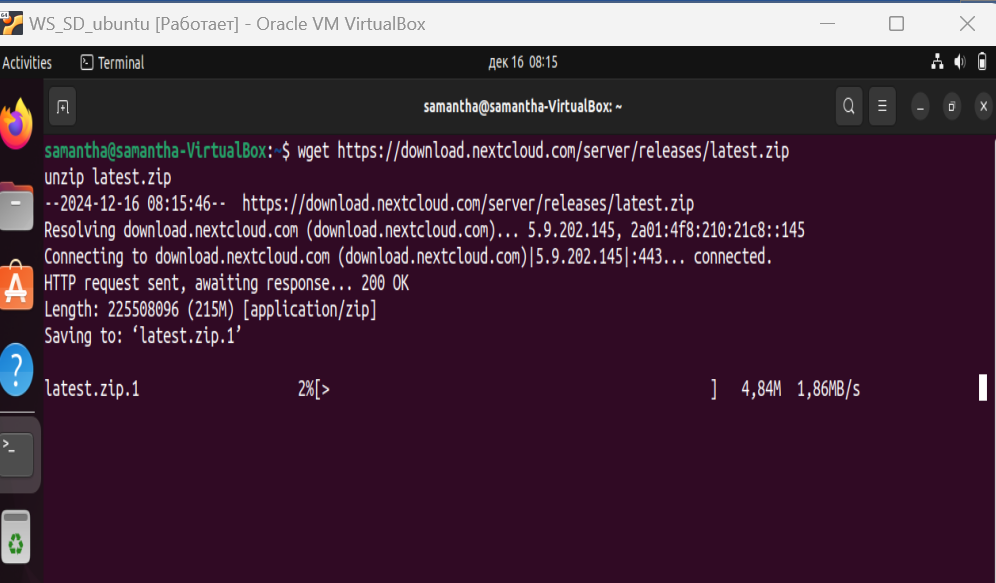 WS_SD_ubuntu [Работает] - Oracle VM VirtualBox
Activities Terminal дек 16 08:15
samantha@samantha-VirtualBox: ~
samantha@samantha-VirtualBox:~$ wget https://download.nextcloud.com/server/releases/latest.zip
unzip latest.zip
--2024-12-16 08:15:46-- https://download.nextcloud.com/server/releases/latest.zip
Resolving download.nextcloud.com (download.nextcloud.com)... 5.9.202.145, 2a01:4f8:210:21c8::145
Connecting to download.nextcloud.com (download.nextcloud.com)|5.9.202.145|:443... connected.
HTTP request sent, awaiting response... 200 OK
Length: 225508096 (215M) [application/zip]
Saving to: ‘latest.zip.1’
latest.zip.1 2%[> ] 4,84M 1,86MB/s